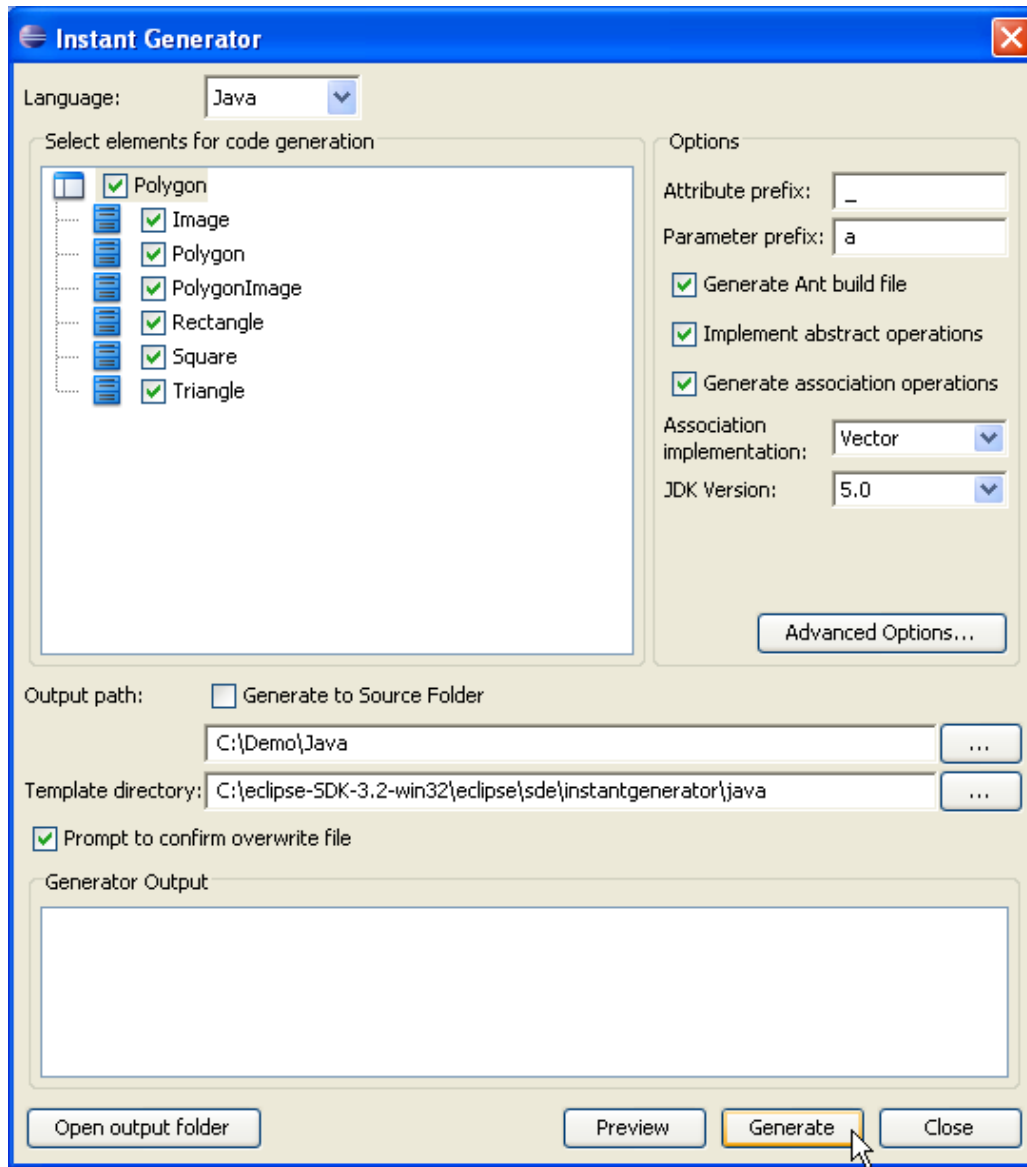 Instant Generator
Language: Java
Select elements for code generation
Polygon
Image
Polygon
PolygonImage
Rectangle
Square
Triangle
Options
Attribute prefix: _
Parameter prefix: a
Generate Ant build file
Implement abstract operations
Generate association operations
Association
implementation: Vector
JDK Version: 5.0
Advanced Options...
Output path: Generate to Source Folder
C:\Demo\Java ...
Template directory: C:\eclipse-SDK-3.2-win32\eclipse\sde\instantgenerator\java ...
Prompt to confirm overwrite file
Generator Output
Open output folder Preview Generate Close